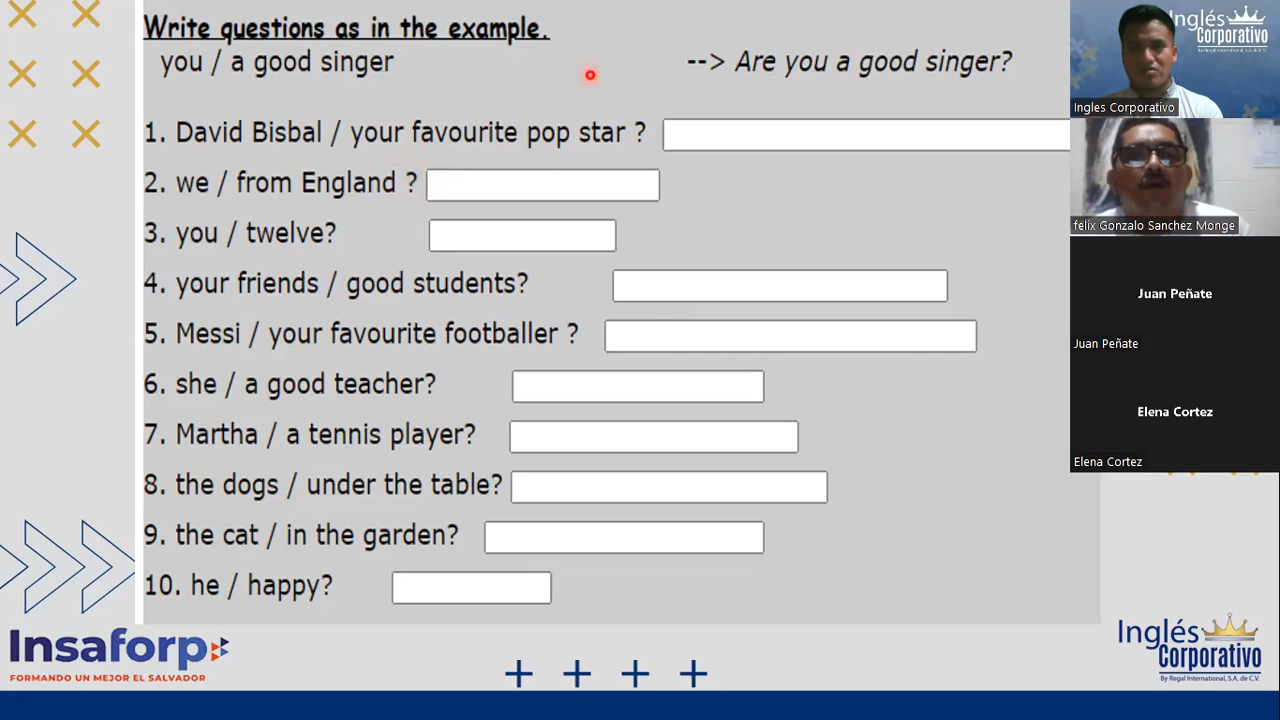 Write questions as in the example.
you / a good singer --> Are you a good singer?
1. David Bisbal / your favourite pop star ?
2. we / from England ?
3. you / twelve?
4. your friends / good students?
5. Messi / your favourite footballer ?
6. she / a good teacher?
7. Martha / a tennis player?
8. the dogs / under the table?
9. the cat / in the garden?
10. he / happy?
Inglés
Corporativo
By Regal International, S.A. de C.V.
Ingles Corporativo
felix Gonzalo Sanchez Monge
Juan Peñate
Juan Peñate
Elena Cortez
Elena Cortez
Insaforp
FORMANDO UN MEJOR EL SALVADOR
Inglés
Corporativo
By Regal International, S.A. de C.V.